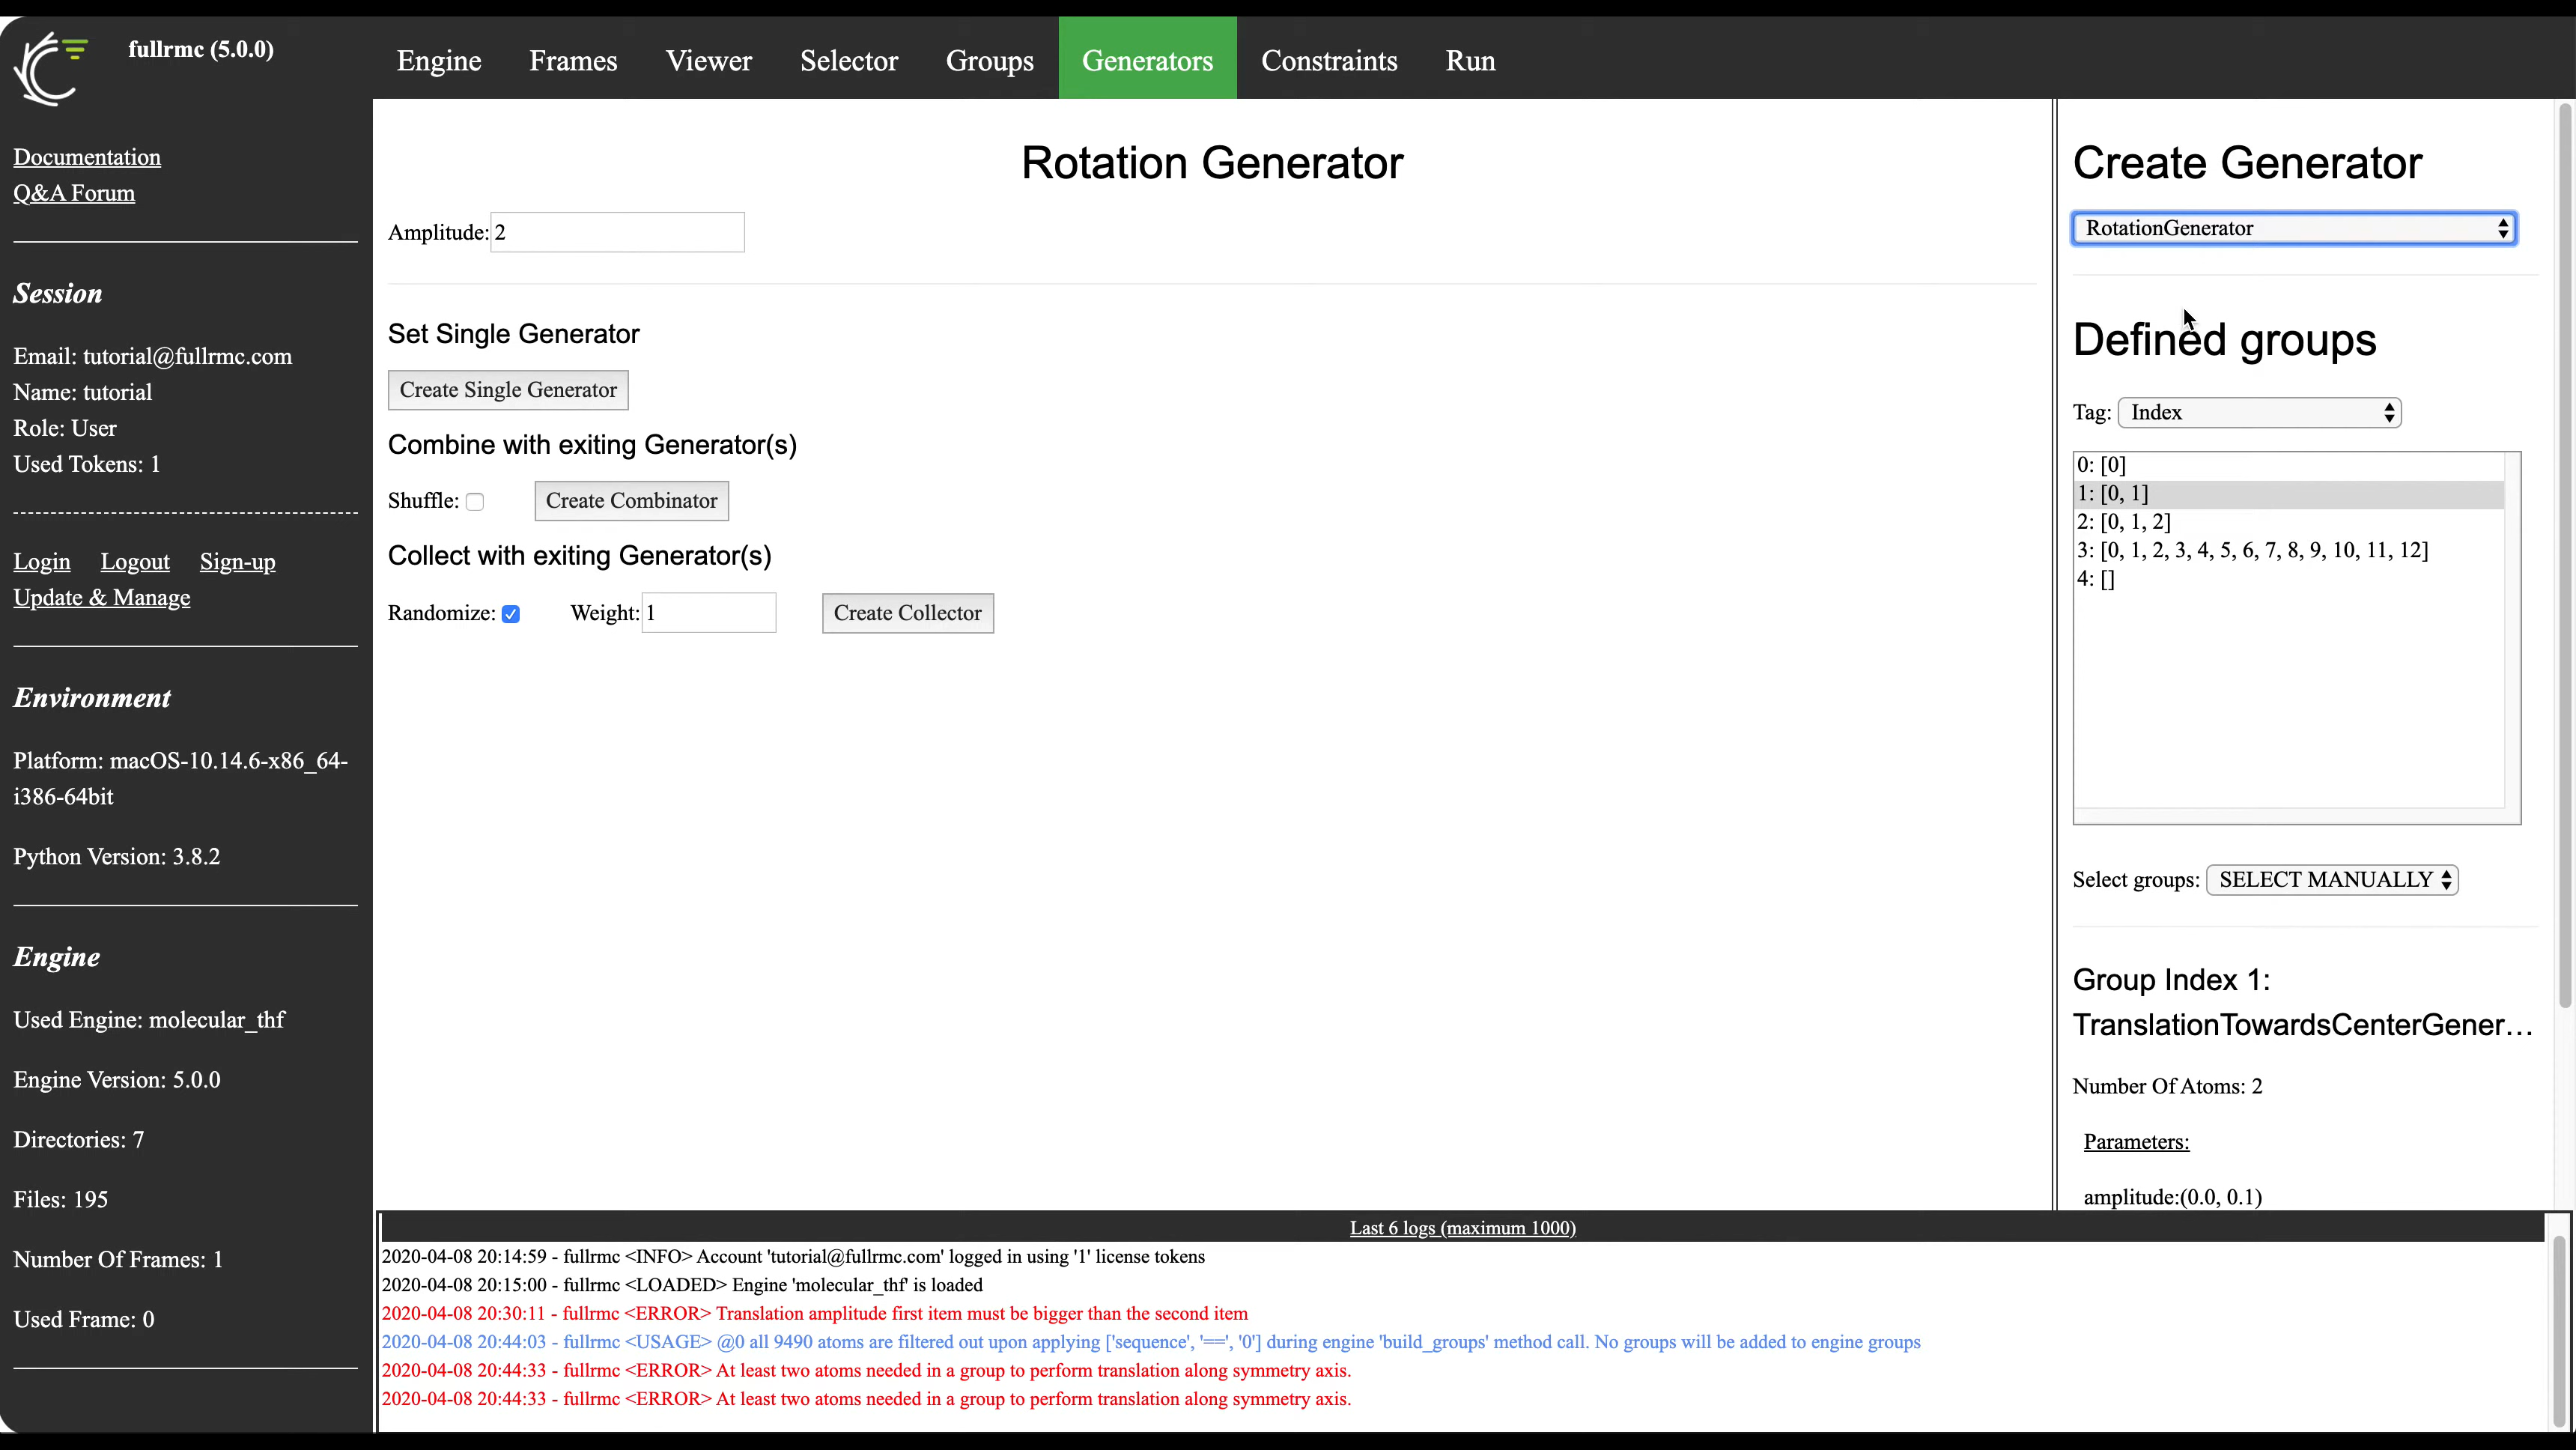 fullrmc (5.0.0)
Engine
Frames
Viewer
Selector
Groups
Generators
Constraints
Run
Documentation
Q&A Forum
Session
Email: tutorial@fullrmc.com
Name: tutorial
Role: User
Used Tokens: 1
Login
Logout
Sign-up
Update & Manage
Environment
Platform: macOS-10.14.6-x86_64-
i386-64bit
Python Version: 3.8.2
Engine
Used Engine: molecular_thf
Engine Version: 5.0.0
Directories: 7
Files: 195
Number Of Frames: 1
Used Frame: 0
Rotation Generator
Amplitude: 2
Set Single Generator
Create Single Generator
Combine with exiting Generator(s)
Shuffle:
Create Combinator
Collect with exiting Generator(s)
Randomize:
Weight: 1
Create Collector
Create Generator
RotationGenerator
Defined groups
Tag: Index
0: [0]
1: [0, 1]
2: [0, 1, 2]
3: [0, 1, 2, 3, 4, 5, 6, 7, 8, 9, 10, 11, 12]
4: []
Select groups: SELECT MANUALLY
Group Index 1:
TranslationTowardsCenterGener...
Number Of Atoms: 2
Parameters:
amplitude:(0.0, 0.1)
Last 6 logs (maximum 1000)
2020-04-08 20:14:59 - fullrmc <INFO> Account 'tutorial@fullrmc.com' logged in using '1' license tokens
2020-04-08 20:15:00 - fullrmc <LOADED> Engine 'molecular_thf' is loaded
2020-04-08 20:30:11 - fullrmc <ERROR> Translation amplitude first item must be bigger than the second item
2020-04-08 20:44:03 - fullrmc <USAGE> @0 all 9490 atoms are filtered out upon applying ['sequence', '==', '0'] during engine 'build_groups' method call. No groups will be added to engine groups
2020-04-08 20:44:33 - fullrmc <ERROR> At least two atoms needed in a group to perform translation along symmetry axis.
2020-04-08 20:44:33 - fullrmc <ERROR> At least two atoms needed in a group to perform translation along symmetry axis.